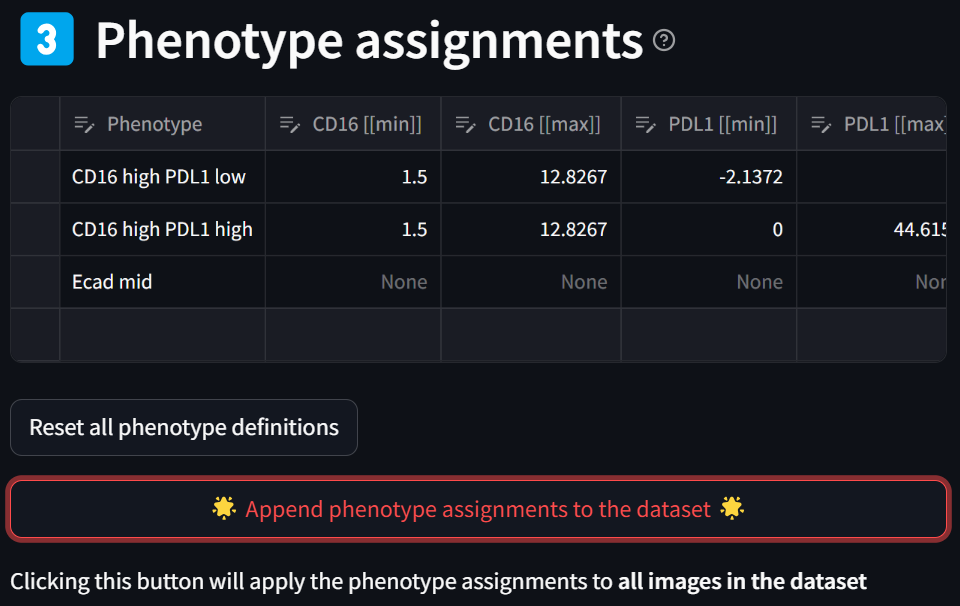 3 Phenotype assignments
Phenotype CD16 [[min]] CD16 [[max]] PDL1 [[min]] PDL1 [[max
CD16 high PDL1 low 1.5 12.8267 -2.1372
CD16 high PDL1 high 1.5 12.8267 0 44.615
Ecad mid None None None Nor
Reset all phenotype definitions
🌟 Append phenotype assignments to the dataset 🌟
Clicking this button will apply the phenotype assignments to all images in the dataset